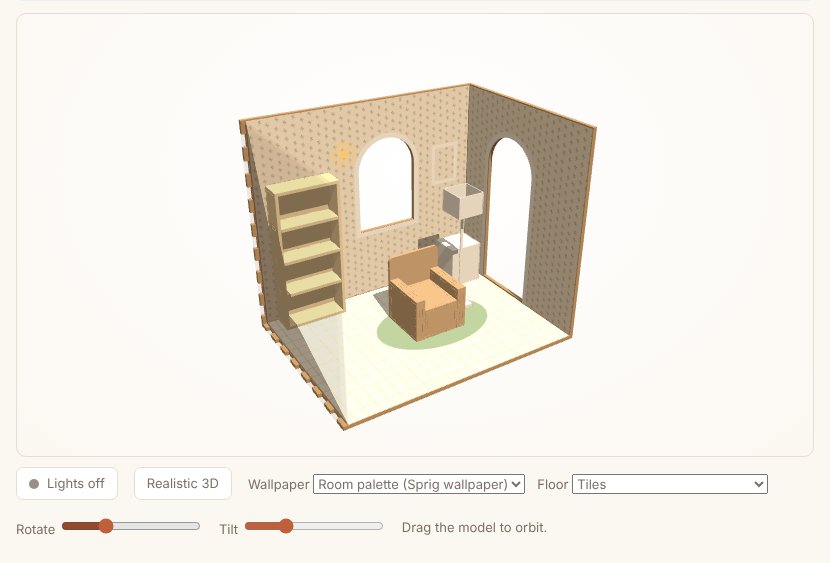 Lights off
Realistic 3D
Wallpaper Room palette (Sprig wallpaper)
Floor Tiles
Rotate
Tilt
Drag the model to orbit.